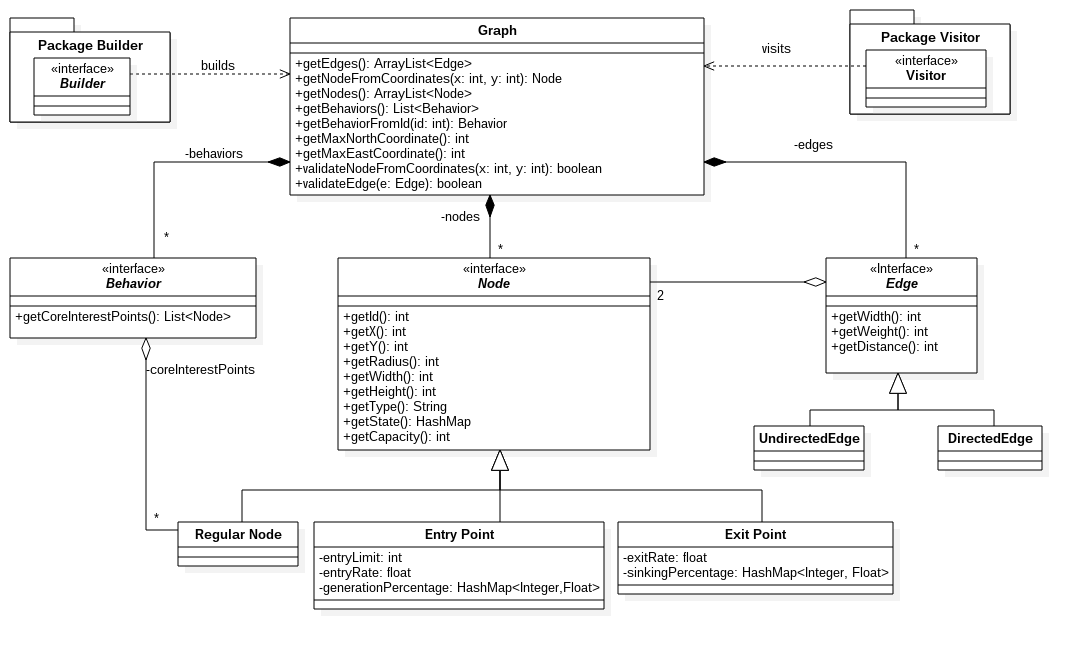 Package Builder
«interface»
Builder
builds
Graph
+getEdges(): ArrayList<Edge>
+getNodeFromCoordinates(x: int, y: int): Node
+getNodes(): ArrayList<Node>
+getBehaviors(): List<Behavior>
+getBehaviorFromId(id: int): Behavior
+getMaxNorthCoordinate(): int
+getMaxEastCoordinate(): int
+validateNodeFromCoordinates(x: int, y: int): boolean
+validateEdge(e: Edge): boolean
visits
Package Visitor
«interface»
Visitor
-behaviors
*
-nodes
*
-edges
*
«interface»
Behavior
+getCoreInterestPoints(): List<Node>
-coreInterestPoints
*
«interface»
Node
+getId(): int
+getX(): int
+getY(): int
+getRadius(): int
+getWidth(): int
+getHeight(): int
+getType(): String
+getState(): HashMap
+getCapacity(): int
2
«Interface»
Edge
+getWidth(): int
+getWeight(): int
+getDistance(): int
UndirectedEdge
DirectedEdge
Regular Node
Entry Point
-entryLimit: int
-entryRate: float
-generationPercentage: HashMap<Integer,Float>
Exit Point
-exitRate: float
-sinkingPercentage: HashMap<Integer, Float>